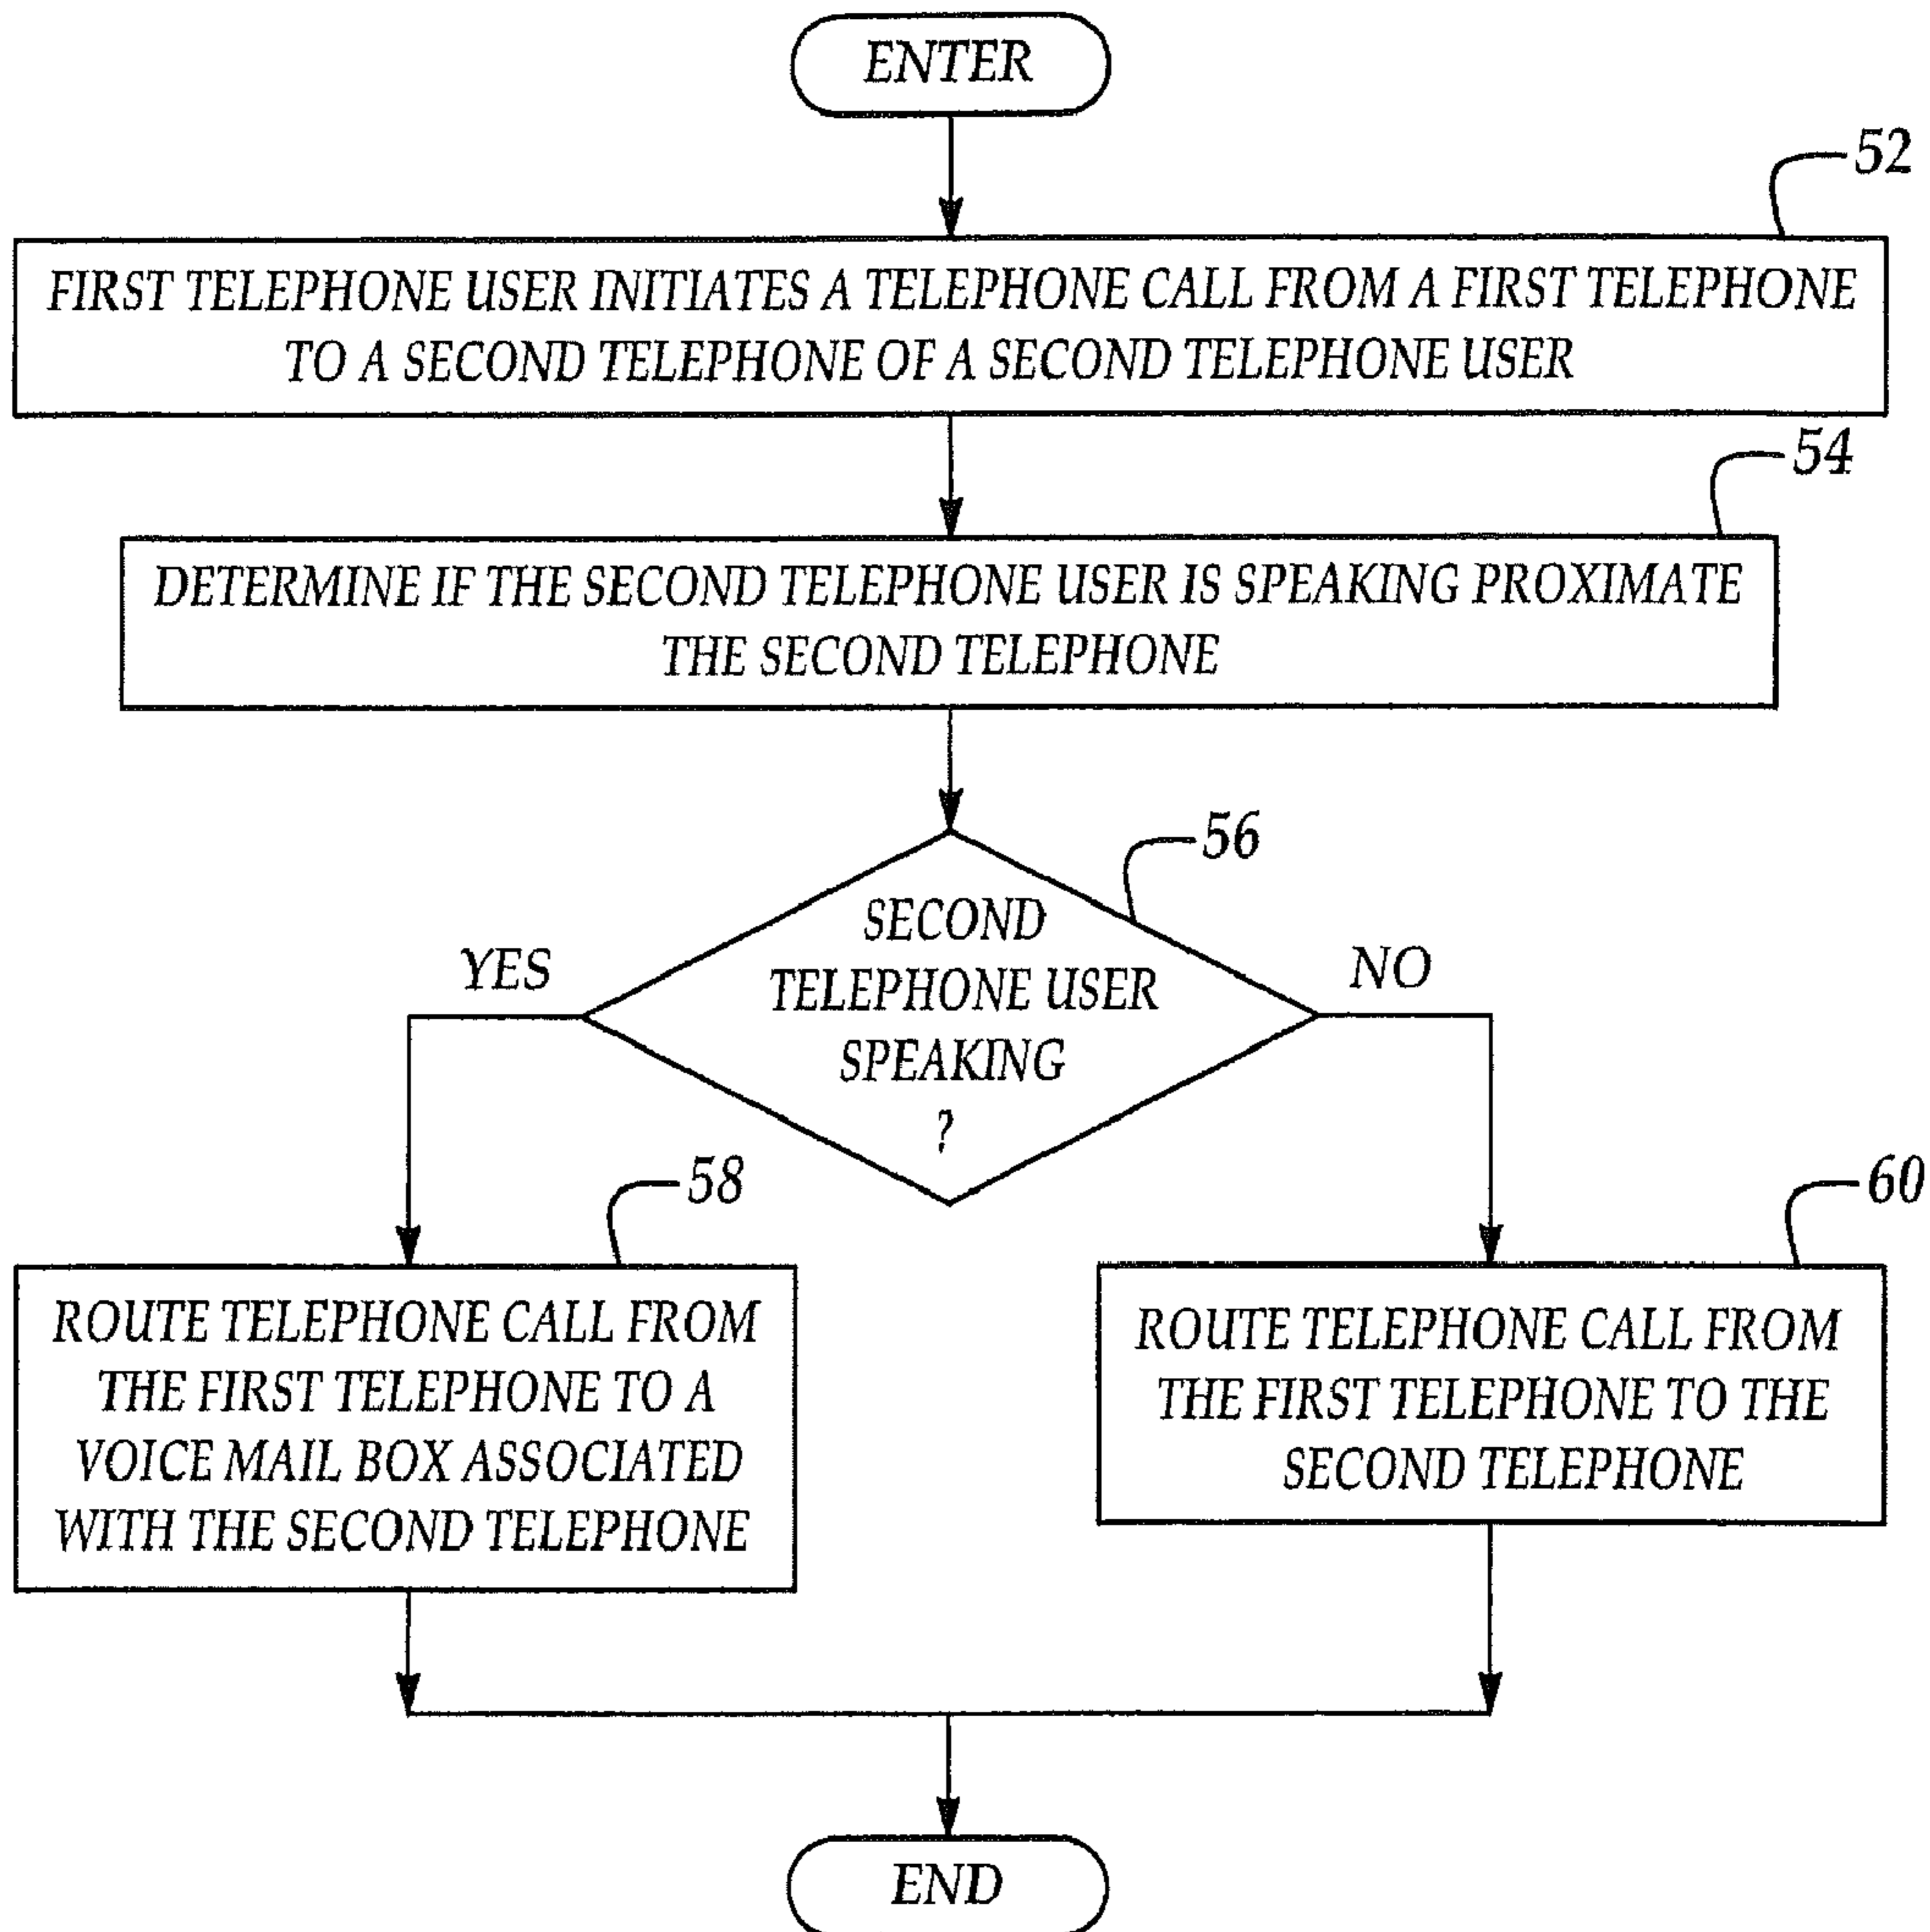 ENTER
52
FIRST TELEPHONE USER INITIATES A TELEPHONE CALL FROM A FIRST TELEPHONE
TO A SECOND TELEPHONE OF A SECOND TELEPHONE USER
54
DETERMINE IF THE SECOND TELEPHONE USER IS SPEAKING PROXIMATE
THE SECOND TELEPHONE
56
SECOND
TELEPHONE USER
SPEAKING
?
YES
NO
58
ROUTE TELEPHONE CALL FROM
THE FIRST TELEPHONE TO A
VOICE MAIL BOX ASSOCIATED
WITH THE SECOND TELEPHONE
60
ROUTE TELEPHONE CALL FROM
THE FIRST TELEPHONE TO THE
SECOND TELEPHONE
END